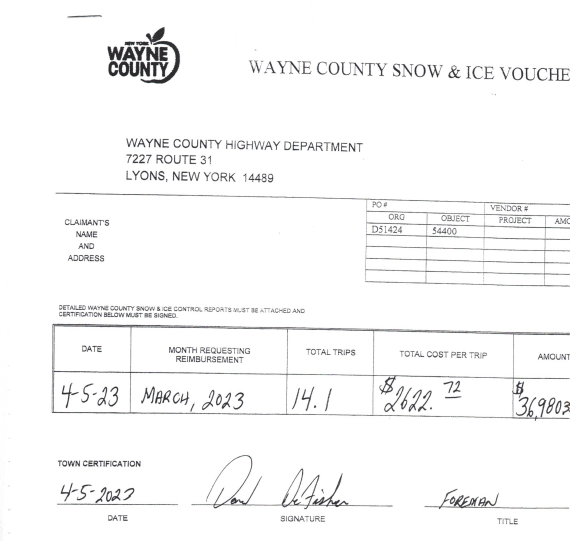 NEW YORK
WAYNE
COUNTY
WAYNE COUNTY SNOW & ICE VOUCHE
WAYNE COUNTY HIGHWAY DEPARTMENT
7227 ROUTE 31
LYONS, NEW YORK 14489
PO # VENDOR #
ORG OBJECT PROJECT AMO
D51424 54400
CLAIMANT'S
NAME
AND
ADDRESS
DETAILED WAYNE COUNTY SNOW & ICE CONTROL REPORTS MUST BE ATTACHED AND
CERTIFICATION BELOW MUST BE SIGNED.
DATE MONTH REQUESTING REIMBURSEMENT TOTAL TRIPS TOTAL COST PER TRIP AMOUNT
4-5-23 MARCH, 2023 14.1 $2622.72 $36,9803
TOWN CERTIFICATION
4-5-2023 FOREMAN
DATE SIGNATURE TITLE